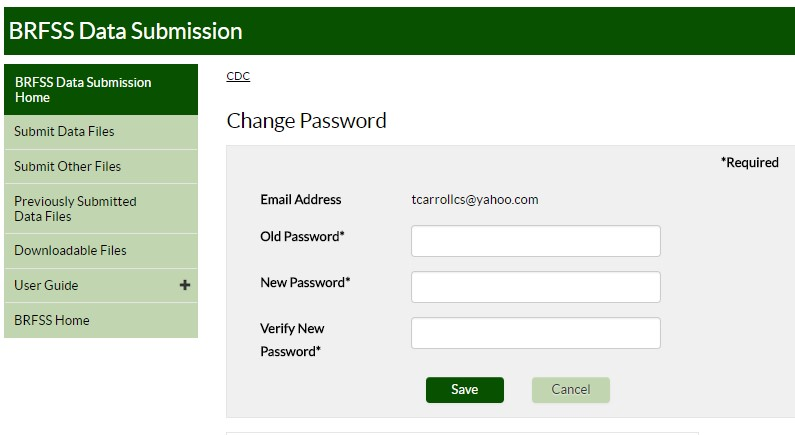 BRFSS Data Submission
BRFSS Data Submission
Home
Submit Data Files
Submit Other Files
Previously Submitted
Data Files
Downloadable Files
User Guide +
BRFSS Home
CDC
Change Password
*Required
Email Address tcarrollcs@yahoo.com
Old Password*
New Password*
Verify New
Password*
Save Cancel